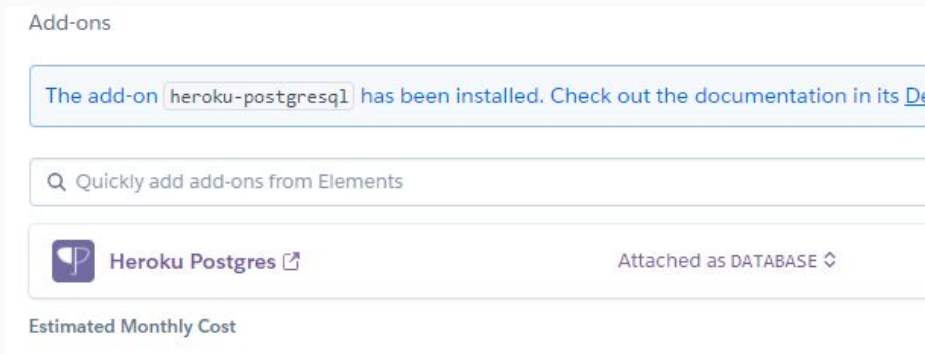 Add-ons
The add-on heroku-postgresql has been installed. Check out the documentation in its
Quickly add add-ons from Elements
Heroku Postgres Attached as DATABASE
Estimated Monthly Cost